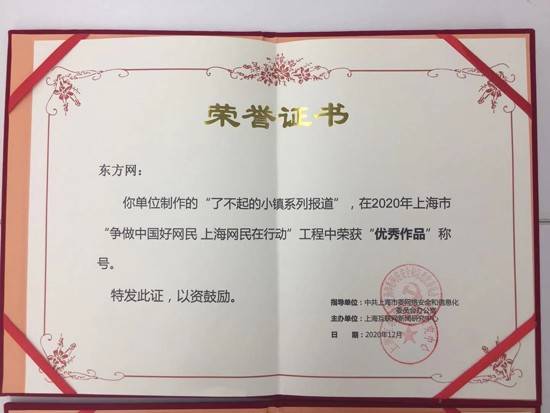 荣誉证书
东方网：
你单位制作的“了不起的小镇系列报道”，在2020年上海市
“争做中国好网民 上海网民在行动”工程中荣获“优秀作品”称
号。
特发此证，以资鼓励。
指导单位：中共上海市委网络安全和信息化
委员会办公室
主办单位：上海互联网新闻研究中心
日 期：2020年12月